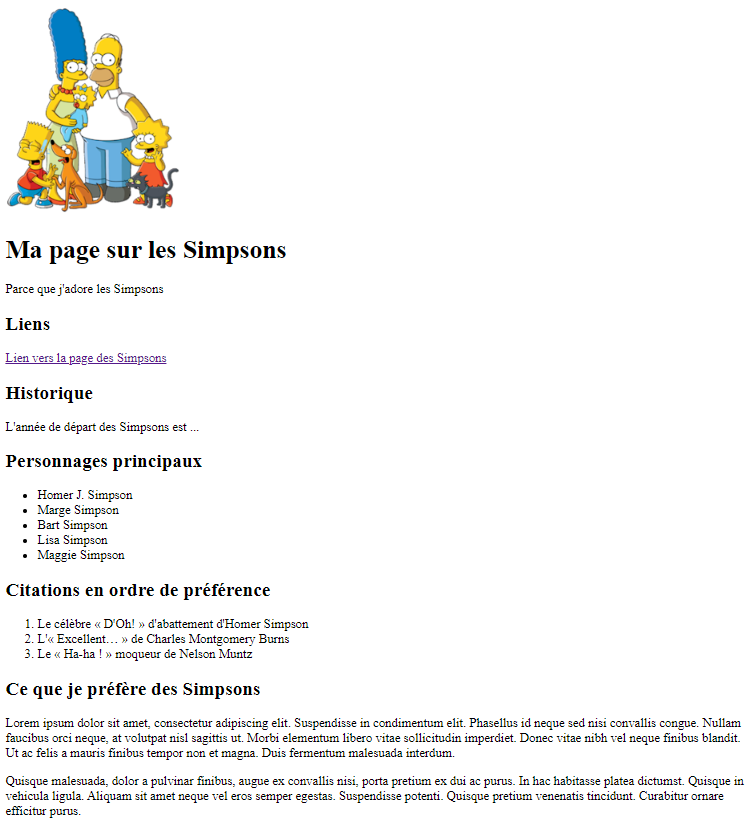 Ma page sur les Simpsons
Parce que j'adore les Simpsons
Liens
Lien vers la page des Simpsons
Historique
L'année de départ des Simpsons est ...
Personnages principaux
• Homer J. Simpson
• Marge Simpson
• Bart Simpson
• Lisa Simpson
• Maggie Simpson
Citations en ordre de préférence
1. Le célèbre « D'Oh! » d'abattement d'Homer Simpson
2. L'« Excellent… » de Charles Montgomery Burns
3. Le « Ha-ha ! » moqueur de Nelson Muntz
Ce que je préfère des Simpsons
Lorem ipsum dolor sit amet, consectetur adipiscing elit. Suspendisse in condimentum elit. Phasellus id neque sed nisi convallis congue. Nullam
faucibus orci neque, at volutpat nisl sagittis ut. Morbi elementum libero vitae sollicitudin imperdiet. Donec vitae nibh vel neque finibus blandit.
Ut ac felis a mauris finibus tempor non et magna. Duis fermentum malesuada interdum.
Quisque malesuada, dolor a pulvinar finibus, augue ex convallis nisi, porta pretium ex dui ac purus. In hac habitasse platea dictumst. Quisque in
vehicula ligula. Aliquam sit amet neque vel eros semper egestas. Suspendisse potenti. Quisque pretium venenatis tincidunt. Curabitur ornare
efficitur purus.